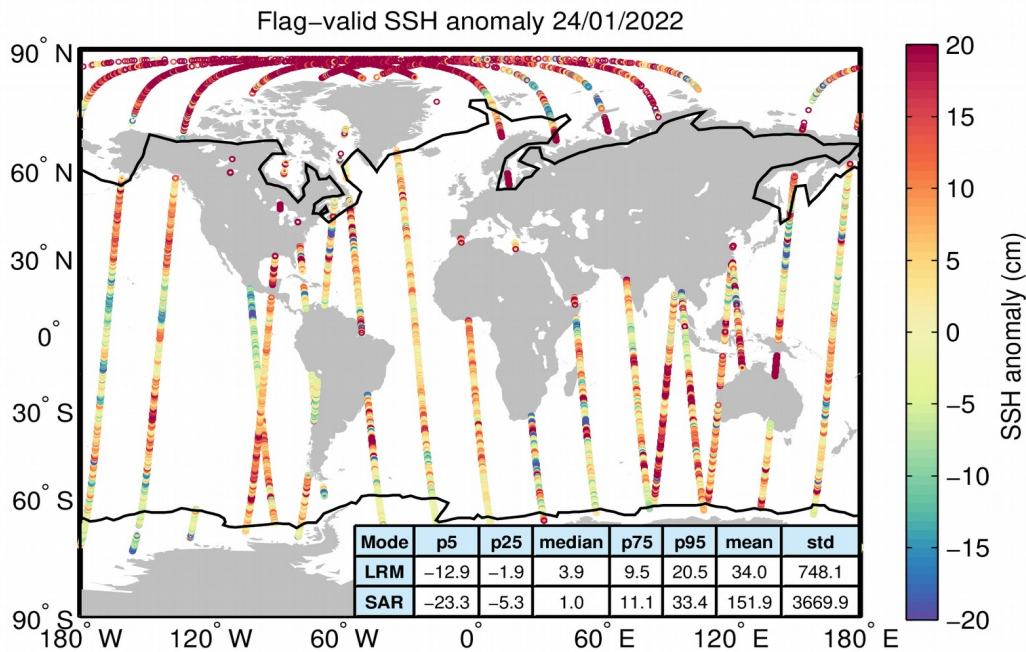 Flag−valid SSH anomaly 24/01/2022
90° N
60° N
30° N
0°
30° S
60° S
90° S
180° W
120° W
60° W
0°
60° E
120° E
180° E
Mode p5 p25 median p75 p95 mean std
LRM −12.9 −1.9 3.9 9.5 20.5 34.0 748.1
SAR −23.3 −5.3 1.0 11.1 33.4 151.9 3669.9
20
15
10
5
0
−5
−10
−15
−20
SSH anomaly (cm)